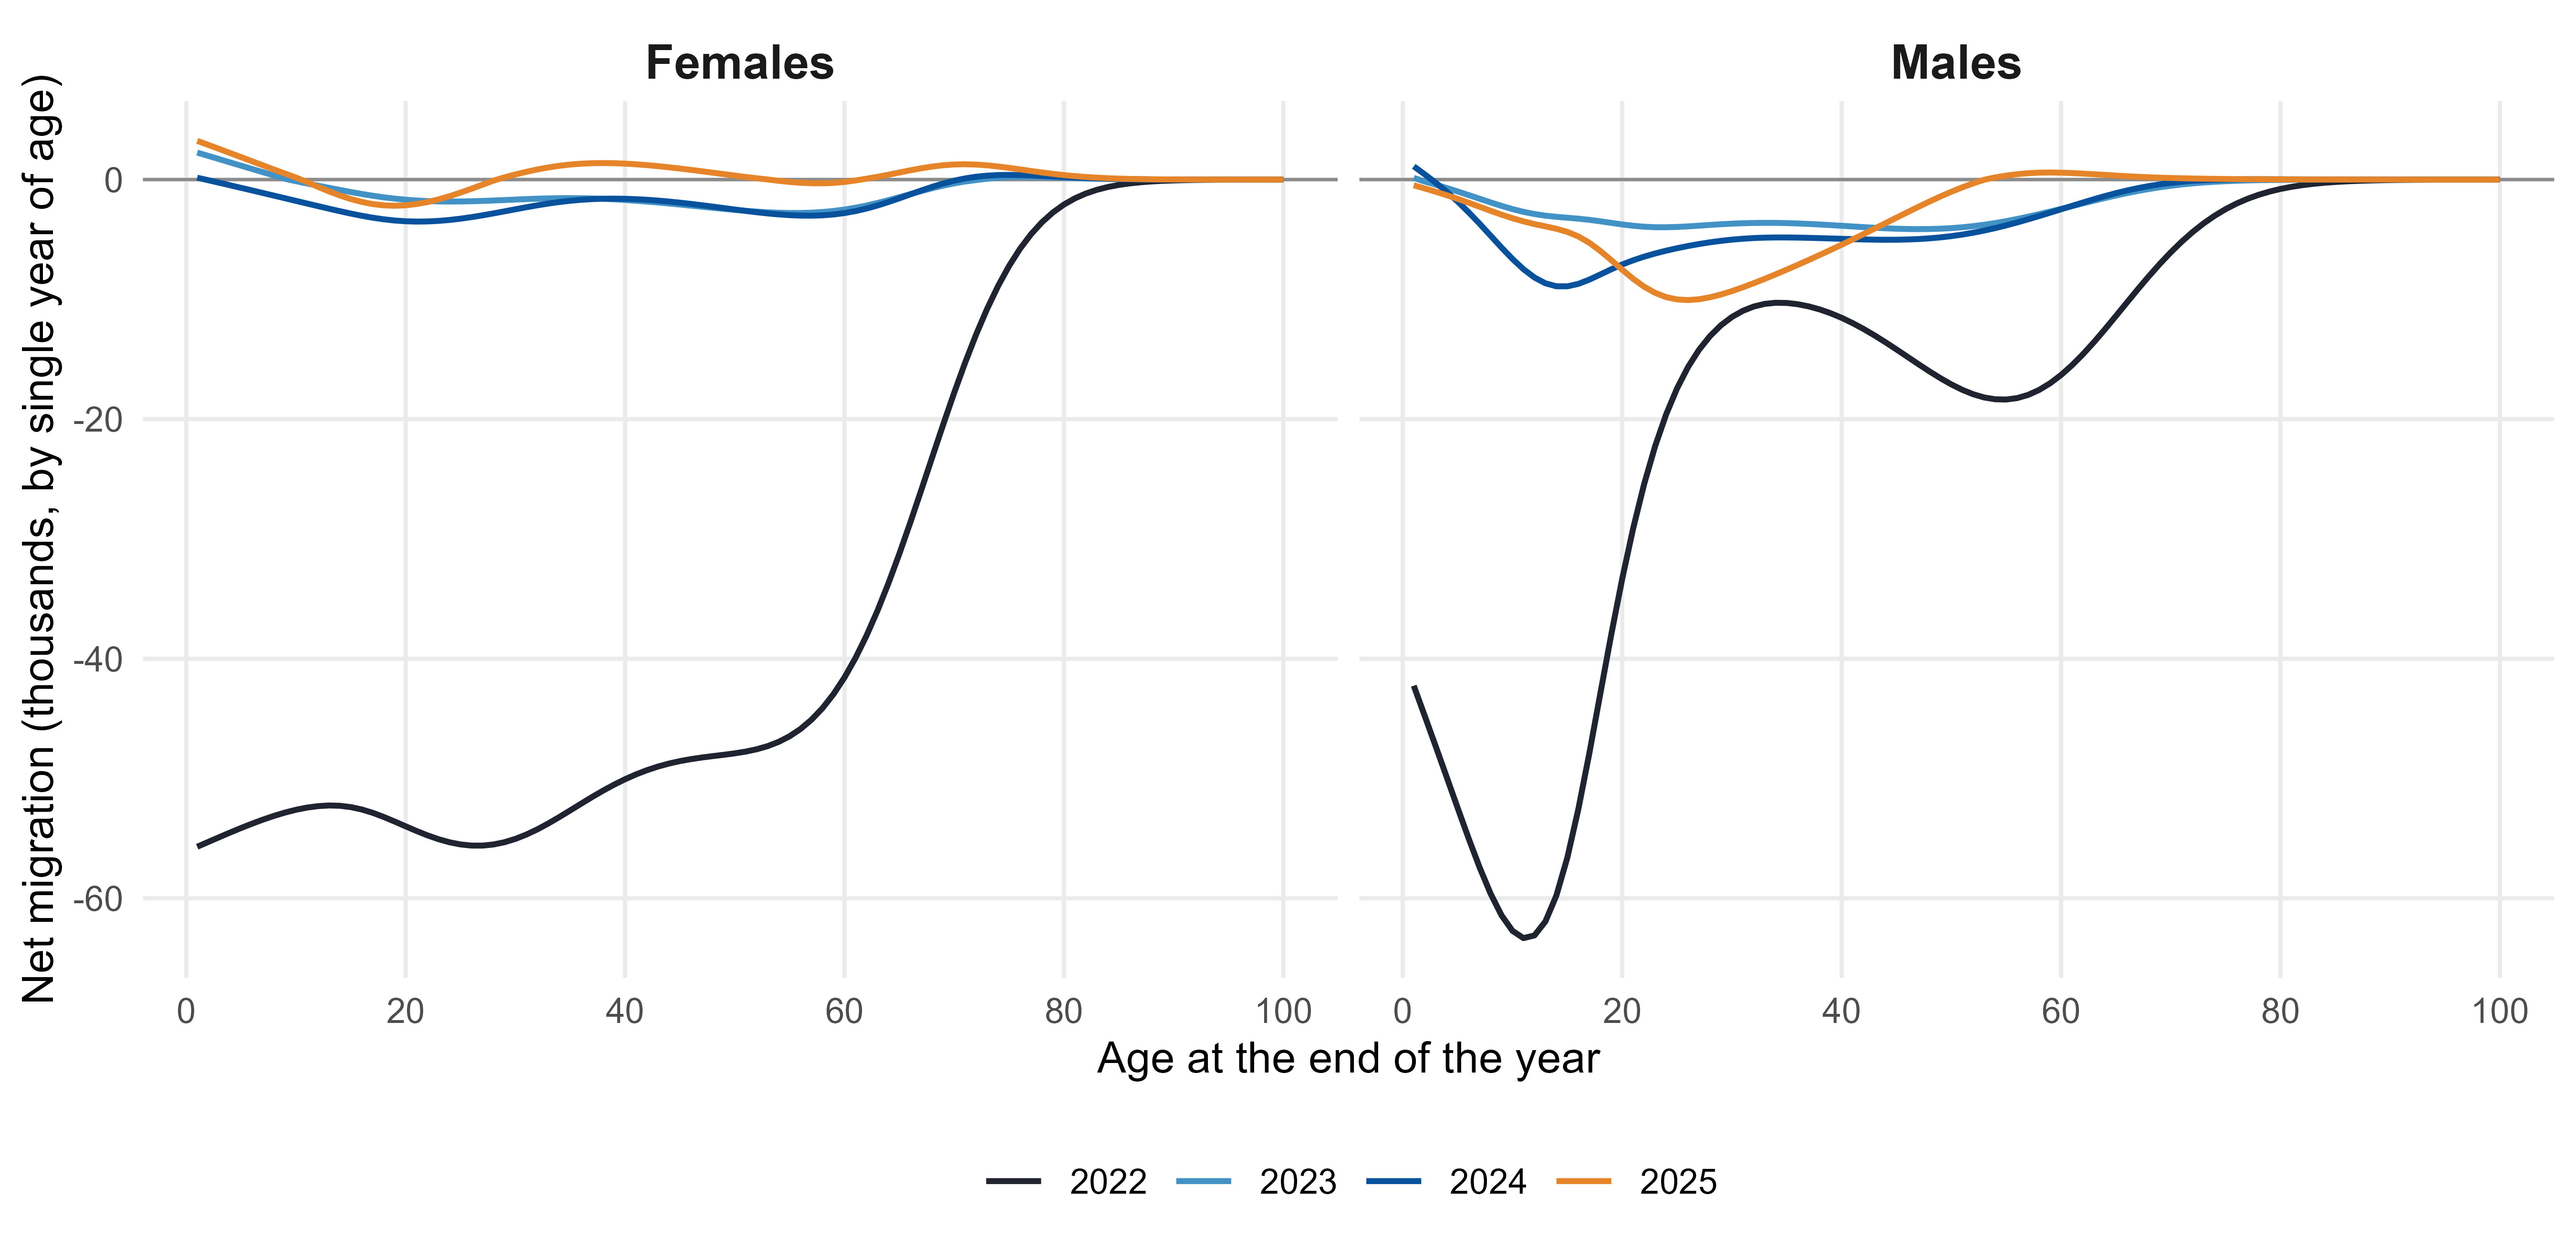 Females
Males
Net migration (thousands, by single year of age)
0
-20
-40
-60
0 20 40 60 80 100
0 20 40 60 80 100
Age at the end of the year
2022 2023 2024 2025